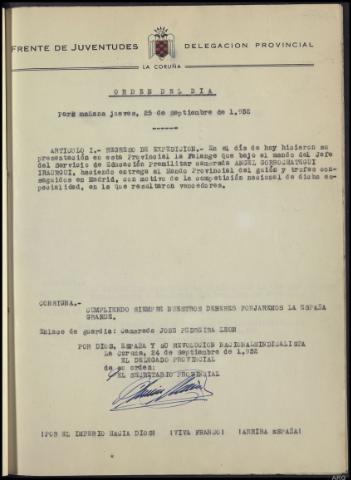 FRENTE DE JUVENTUDES DELEGACION PROVINCIAL
LA CORUÑA
ORDEN DEL DIA
para mañana jueves, 25 de septiembre de 1.952
------
ARTICULO I.- REGRESO DE EXPEDICION.- En el dia de hoy hicieron su
presentación en esta Provincial la Falange que bajo el mando del Jefe
del Servicio de Educación Premilitar camarada ANGEL GOROCHATEGUI
IRAURGUI, haciendo entrega al Mando Provincial del guión y trofeo con-
seguidos en Madrid, con motivo de la competición nacional de dicha es-
pecialidad, en la que resultaron vencedores.
CONSIGNA.-
CUMPLIENDO SIEMPRE NUESTROS DEBERES FORJAREMOS LA ESPAÑA
GRANDE.
Enlace de guardia: Camarada JOSE PEDREIRA LEON
POR DIOS, ESPAÑA Y SU REVOLUCION NACIONALSINDICALISTA
La Coruña, 24 de Septiembre de 1.952
EL DELEGADO PROVINCIAL
de su orden:
EL SECRETARIO PROVINCIAL
¡POR EL IMPERIO HACIA DIOS! ¡VIVA FRANCO! ¡ARRIBA ESPAÑA!
ARG